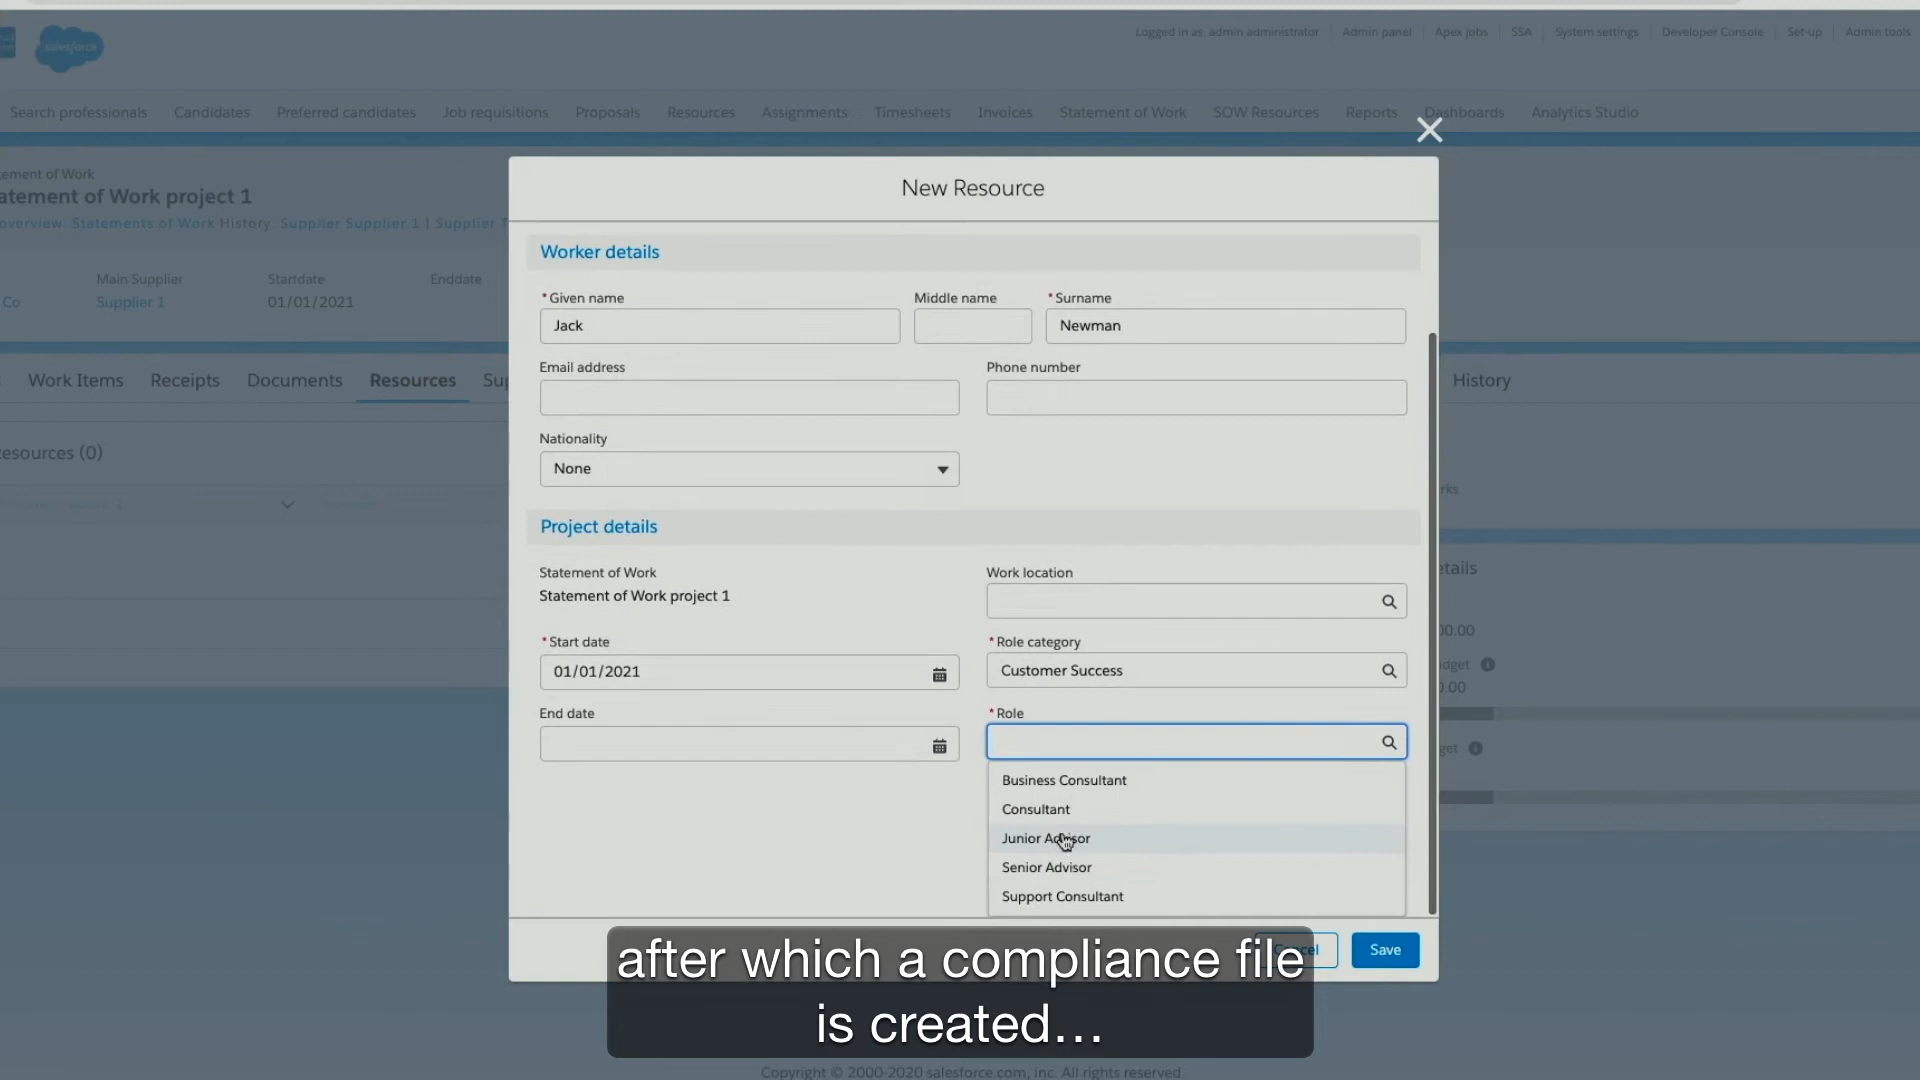 salesforce
Logged in as: admin administrator
Admin panel
Apex jobs
SSA
System settings
Developer Console
Set-up
Admin tools
Search professionals
Candidates
Preferred candidates
Job requisitions
Proposals
Resources
Assignments
Timesheets
Invoices
Statement of Work
SOW Resources
Reports
Dashboards
Analytics Studio
tement of Work
atement of Work project 1
overview: Statements of Work History: Supplier Supplier 1 | Supplier
Main Supplier
Startdate
Enddate
Co
Supplier 1
01/01/2021
Work Items
Receipts
Documents
Resources
Sup
History
esources (0)
New Resource
Worker details
* Given name
Middle name
* Surname
Jack
Newman
Email address
Phone number
Nationality
None
Project details
Statement of Work
Work location
Statement of Work project 1
* Start date
* Role category
01/01/2021
Customer Success
End date
* Role
Business Consultant
Consultant
Junior Advisor
Senior Advisor
Support Consultant
rks
etails
00.00
dget
0.00
get
Cancel
Save
after which a compliance file
is created...
Copyright © 2000-2020 salesforce.com, inc. All rights reserved.